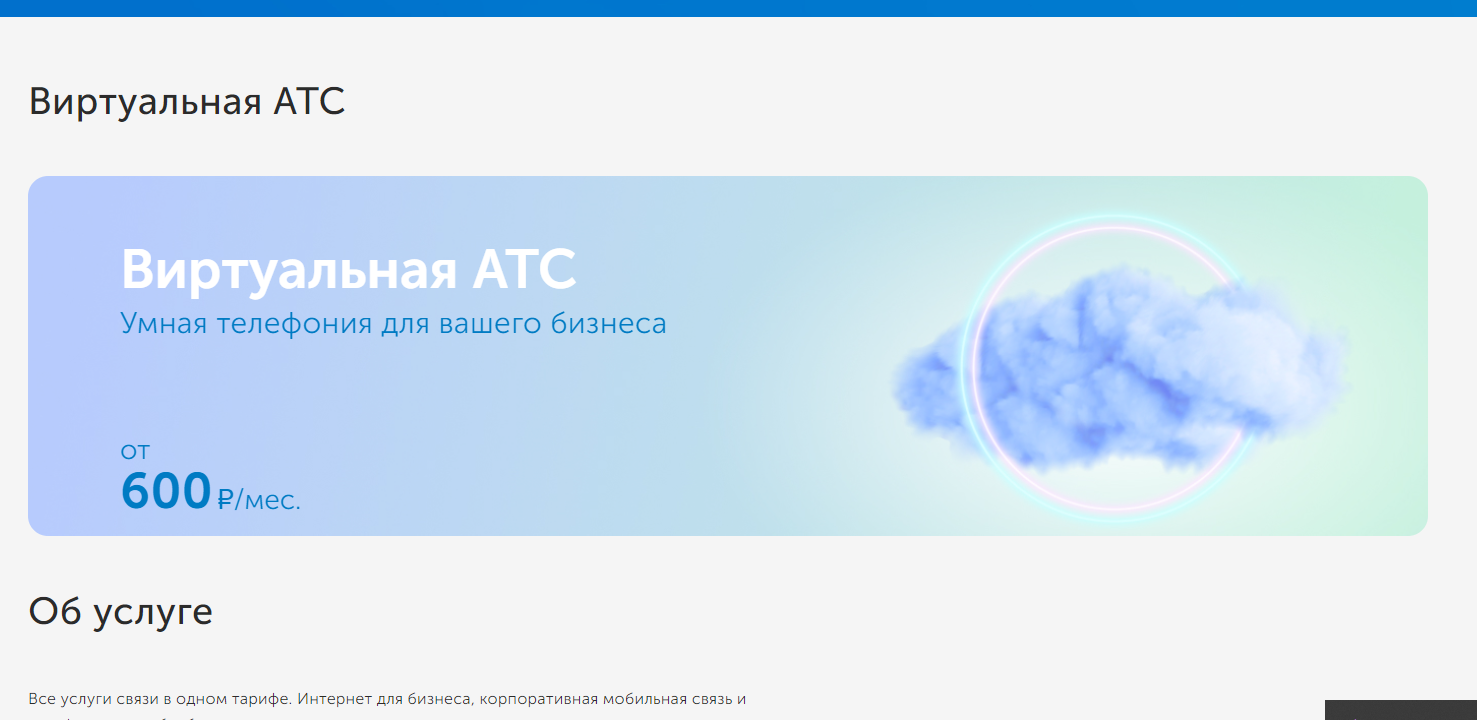 Виртуальная АТС
Виртуальная АТС
Умная телефония для вашего бизнеса
от
600 ₽/мес.
Об услуге
Все услуги связи в одном тарифе. Интернет для бизнеса, корпоративная мобильная связь и